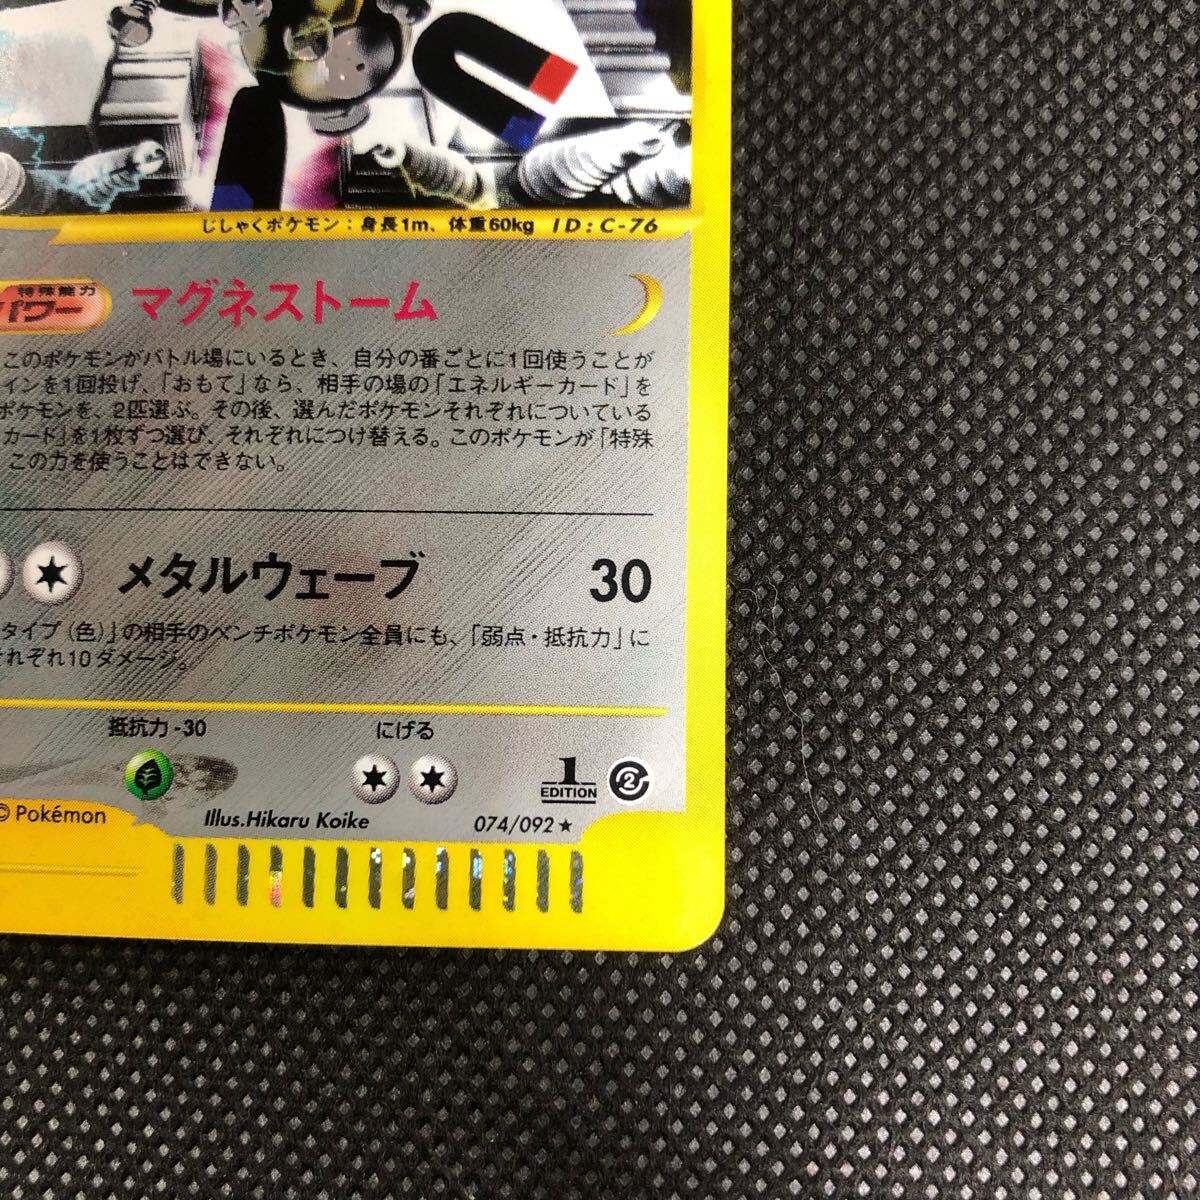 じしゃくポケモン：身長1m、体重60kg ID:C-76
特殊能力
パワー マグネストーム
このポケモンがバトル場にいるとき、自分の番ごとに1回使うことが
インを1回投げ、「おもて」なら、相手の場の「エネルギーカード」を
ポケモンを、2匹選ぶ。その後、選んだポケモンそれぞれについている
カード」を1枚ずつ選び、それぞれにつけ替える。このポケモンが「特殊
この力を使うことはできない。
メタルウェーブ 30
タイプ(色)」の相手のベンチポケモン全員にも、「弱点・抵抗力」に
それぞれ10ダメージ。
抵抗力 -30 にげる
1
EDITION 2
© Pokémon Illus.Hikaru Koike 074/092★